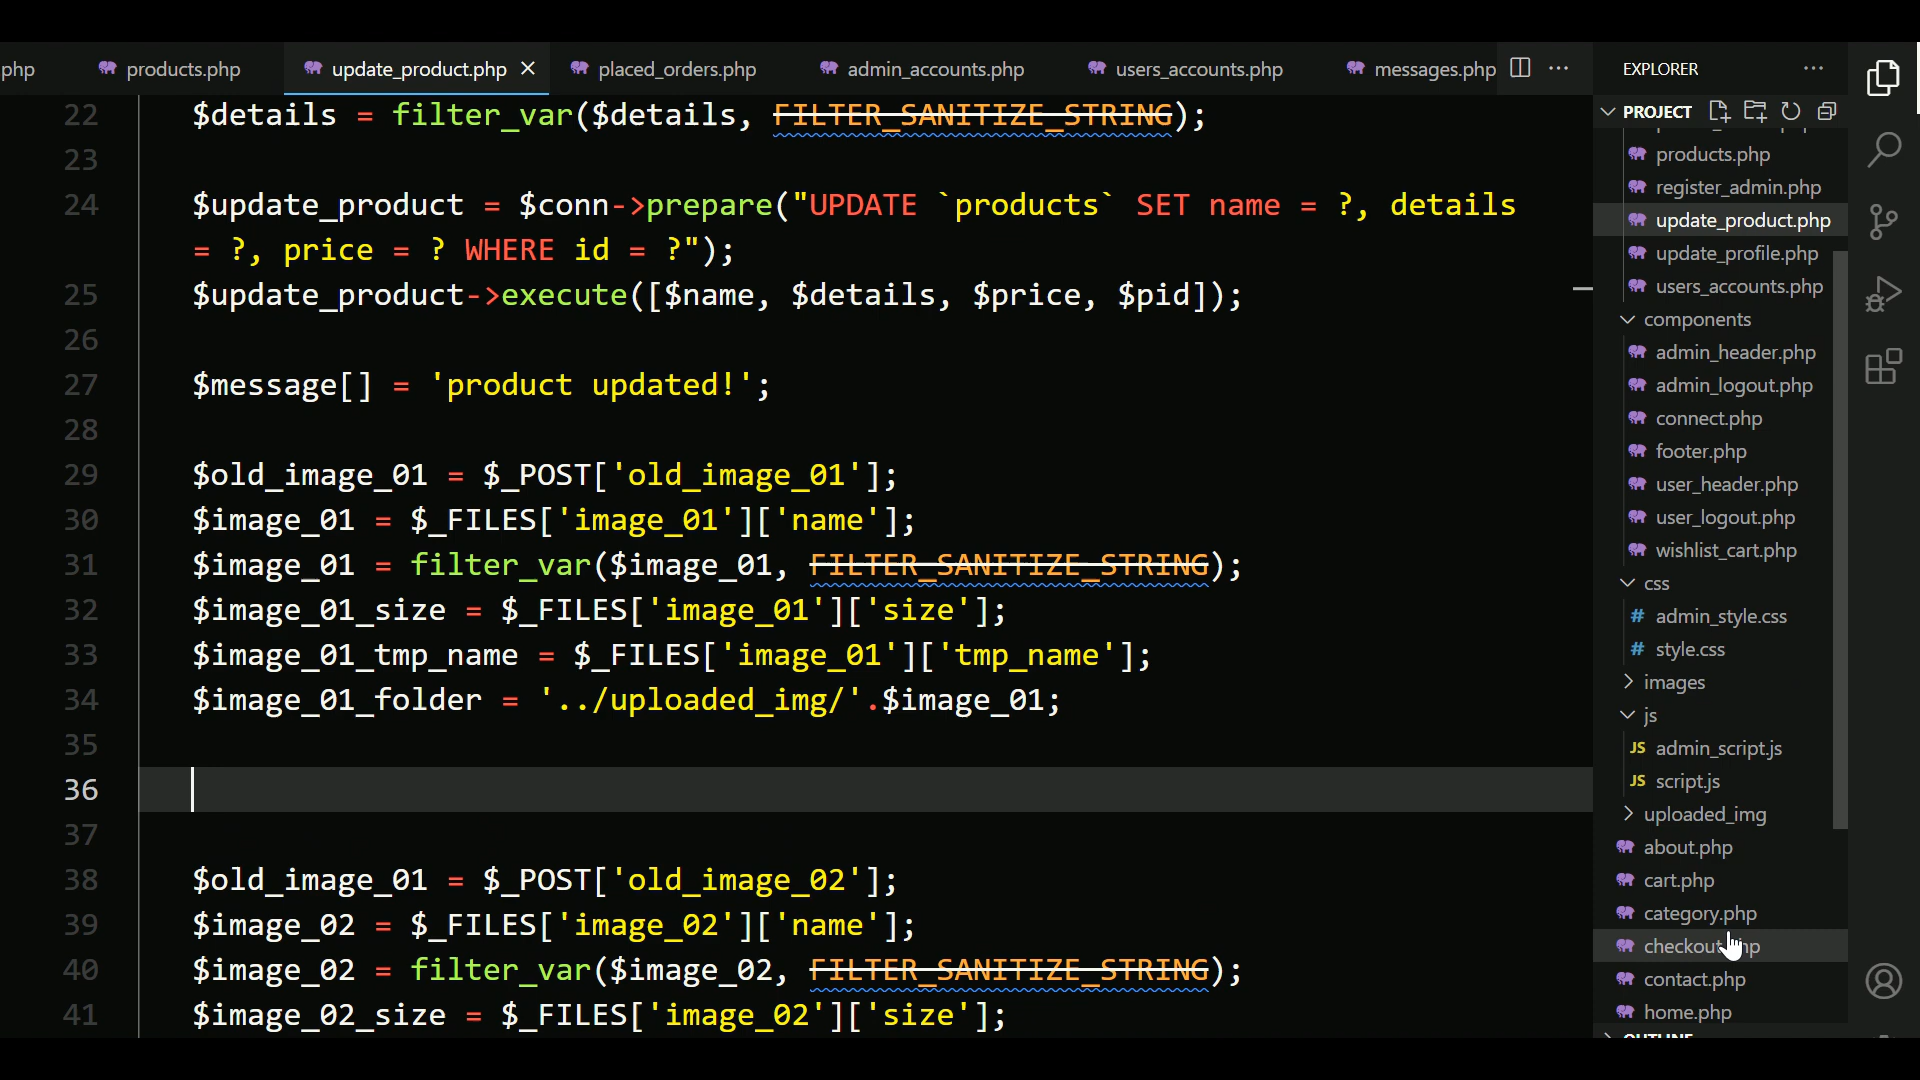 php
products.php
update_product.php
placed_orders.php
admin_accounts.php
users_accounts.php
messages.php
22 $details = filter_var($details, FILTER_SANITIZE_STRING);
23
24 $update_product = $conn->prepare("UPDATE `products` SET name = ?, details
= ?, price = ? WHERE id = ?");
25 $update_product->execute([$name, $details, $price, $pid]);
26
27 $message[] = 'product updated!';
28
29 $old_image_01 = $_POST['old_image_01'];
30 $image_01 = $_FILES['image_01']['name'];
31 $image_01 = filter_var($image_01, FILTER_SANITIZE_STRING);
32 $image_01_size = $_FILES['image_01']['size'];
33 $image_01_tmp_name = $_FILES['image_01']['tmp_name'];
34 $image_01_folder = '../uploaded_img/'.$image_01;
35
36
37
38 $old_image_01 = $_POST['old_image_02'];
39 $image_02 = $_FILES['image_02']['name'];
40 $image_02 = filter_var($image_02, FILTER_SANITIZE_STRING);
41 $image_02_size = $_FILES['image_02']['size'];
EXPLORER
PROJECT
products.php
register_admin.php
update_product.php
update_profile.php
users_accounts.php
components
admin_header.php
admin_logout.php
connect.php
footer.php
user_header.php
user_logout.php
wishlist_cart.php
css
# admin_style.css
# style.css
images
js
JS admin_script.js
JS script.js
uploaded_img
about.php
cart.php
category.php
contact.php
home.php